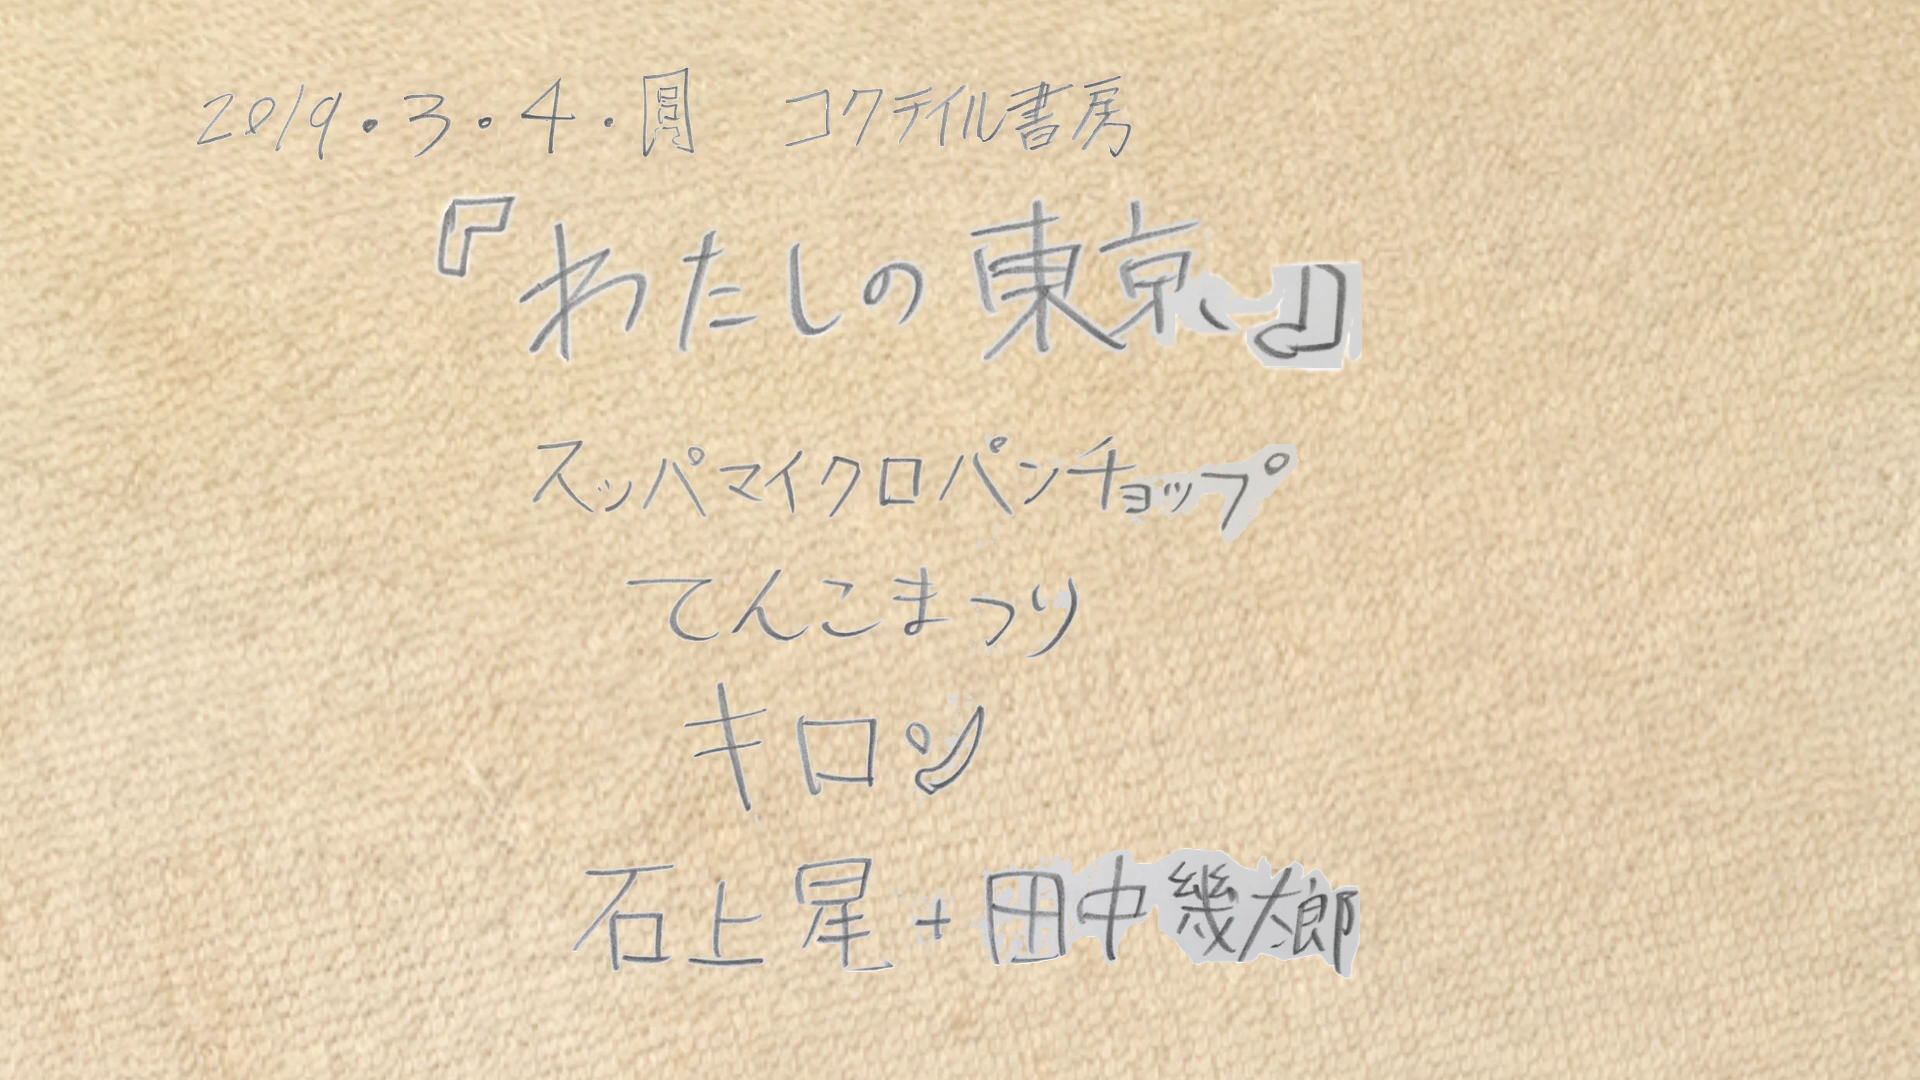 2019・3・4・月 コクテイル書房
『わたしの東京、』
スッパマイクロパンチョップ
てんこまつり
キロン
石上星+田中幾太郎